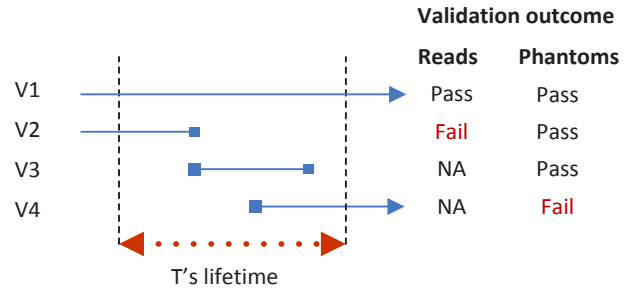 Validation outcome
Reads Phantoms
V1 Pass Pass
V2 Fail Pass
V3 NA Pass
V4 NA Fail
T's lifetime